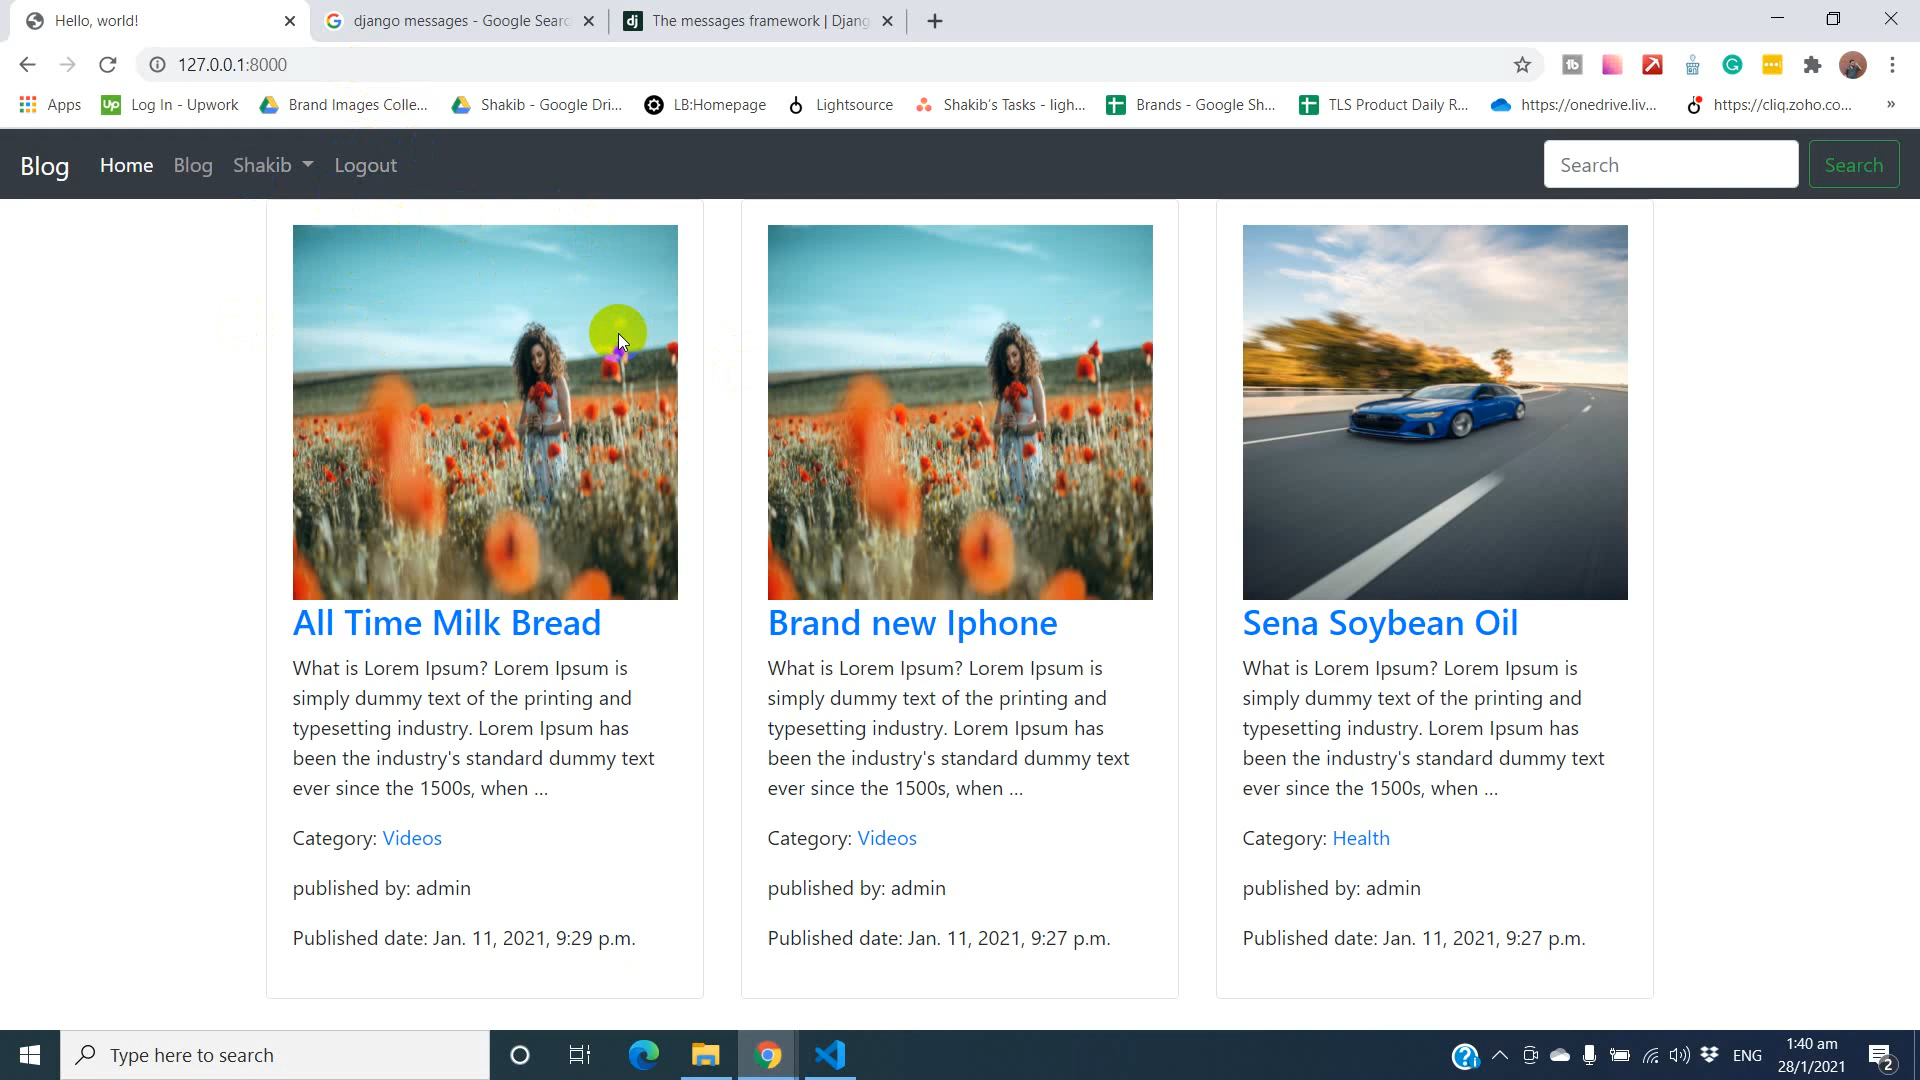 Hello, world!
django messages - Google Searc
The messages framework | Djang
127.0.0.1:8000
Apps
Log In - Upwork
Brand Images Colle...
Shakib - Google Dri...
LB:Homepage
Lightsource
Shakib's Tasks - ligh...
Brands - Google Sh...
TLS Product Daily R...
https://onedrive.liv...
https://cliq.zoho.co...
»
Blog
Home
Blog
Shakib
Logout
Search
Search
All Time Milk Bread
What is Lorem Ipsum? Lorem Ipsum is
simply dummy text of the printing and
typesetting industry. Lorem Ipsum has
been the industry's standard dummy text
ever since the 1500s, when ...
Category: Videos
published by: admin
Published date: Jan. 11, 2021, 9:29 p.m.
Brand new Iphone
What is Lorem Ipsum? Lorem Ipsum is
simply dummy text of the printing and
typesetting industry. Lorem Ipsum has
been the industry's standard dummy text
ever since the 1500s, when ...
Category: Videos
published by: admin
Published date: Jan. 11, 2021, 9:27 p.m.
Sena Soybean Oil
What is Lorem Ipsum? Lorem Ipsum is
simply dummy text of the printing and
typesetting industry. Lorem Ipsum has
been the industry's standard dummy text
ever since the 1500s, when ...
Category: Health
published by: admin
Published date: Jan. 11, 2021, 9:27 p.m.
Type here to search
ENG
1:40 am
28/1/2021
2